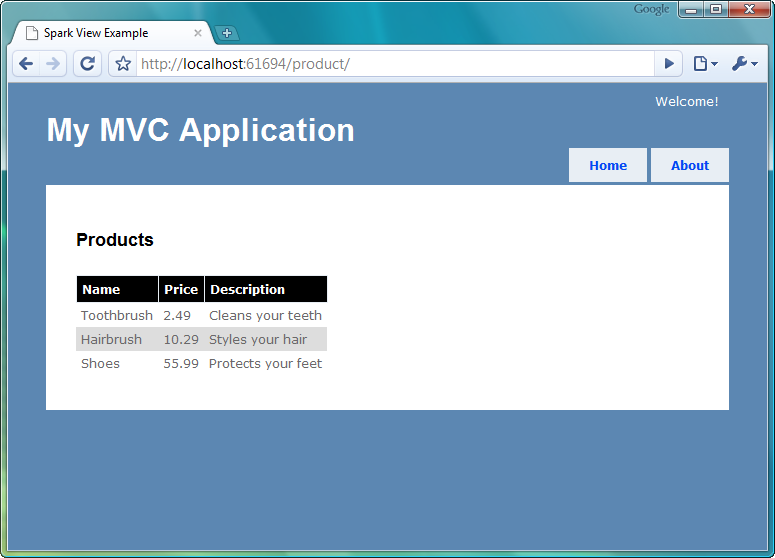 Google
Spark View Example
http://localhost:61694/product/
Welcome!
My MVC Application
Home About
Products
Name Price Description
Toothbrush 2.49 Cleans your teeth
Hairbrush 10.29 Styles your hair
Shoes 55.99 Protects your feet